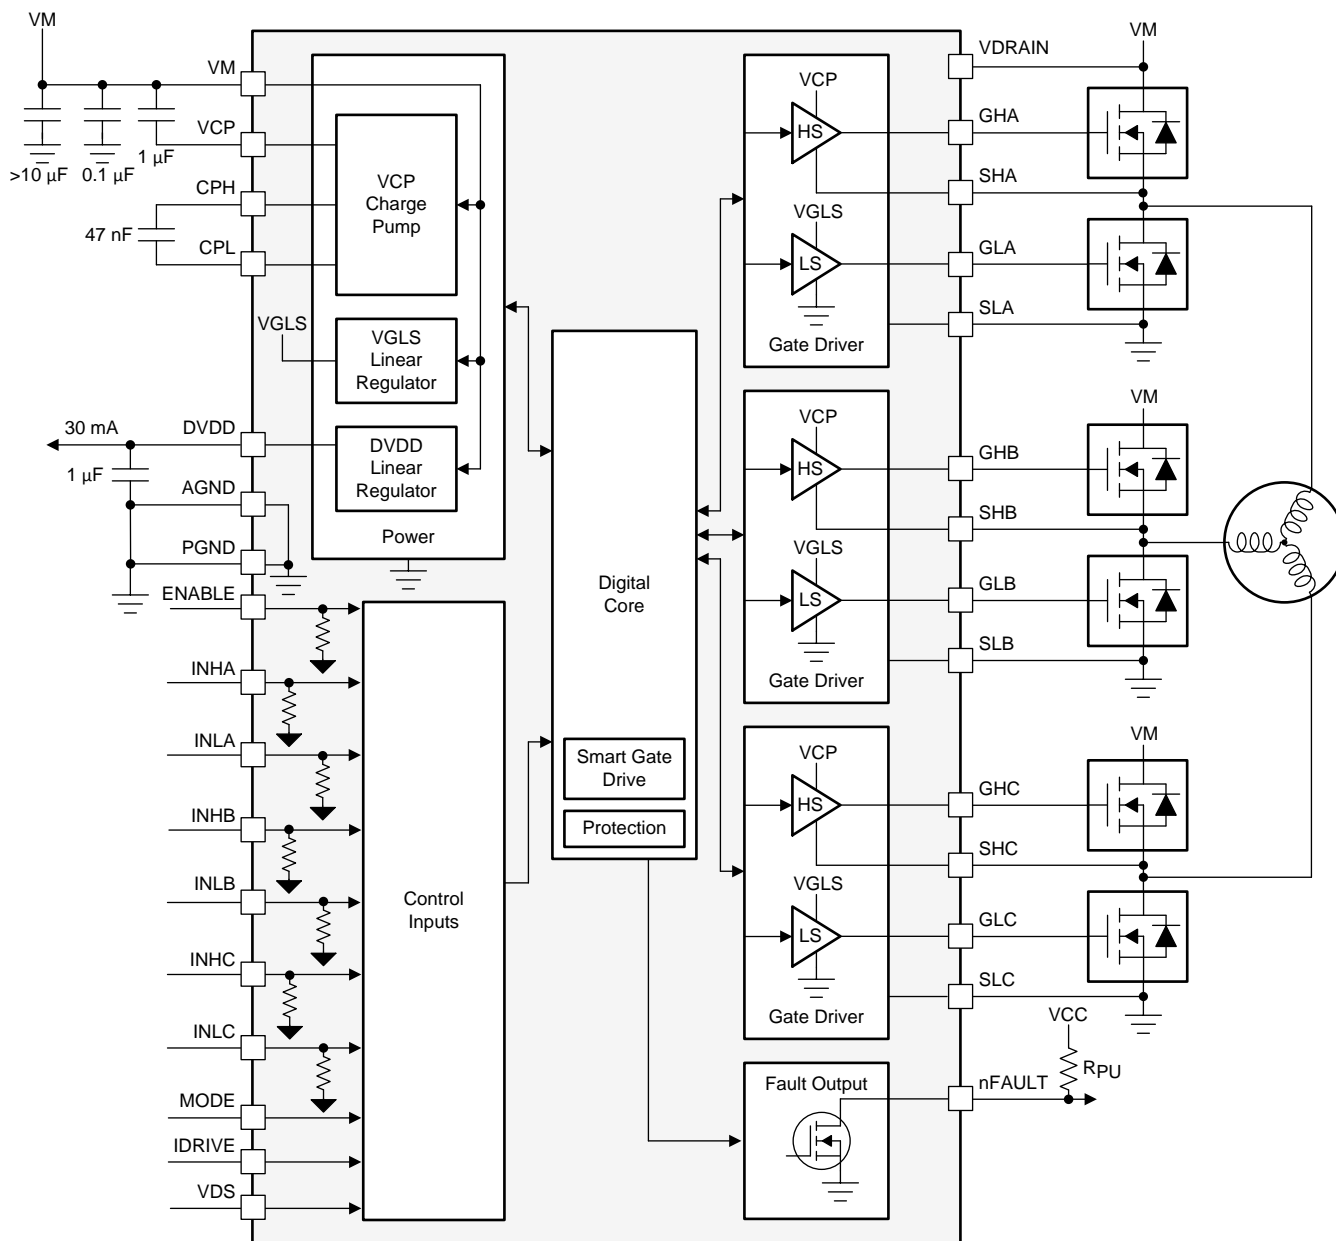 VM
VM
VCP
>10 µF
0.1 µF
1 µF
CPH
47 nF
CPL
VCP
Charge
Pump
VGLS
VGLS
Linear
Regulator
30 mA
DVDD
1 µF
DVDD
Linear
Regulator
AGND
PGND
Power
ENABLE
INHA
INLA
INHB
INLB
INHC
INLC
MODE
IDRIVE
VDS
Control
Inputs
Digital
Core
Smart Gate
Drive
Protection
VCP
HS
VGLS
LS
Gate Driver
VCP
HS
VGLS
LS
Gate Driver
VCP
HS
VGLS
LS
Gate Driver
Fault Output
VDRAIN
VM
GHA
SHA
GLA
SLA
VM
GHB
SHB
GLB
SLB
VM
GHC
SHC
GLC
SLC
VCC
RPU
nFAULT